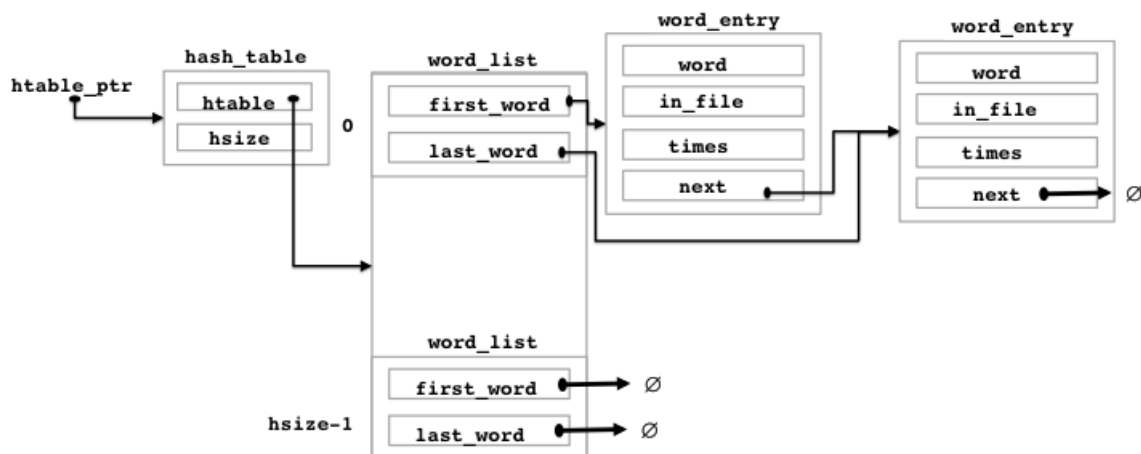 htable_ptr
hash_table
htable
hsize
0
word_list
first_word
last_word
word_entry
word
in_file
times
next
word_entry
word
in_file
times
next
∅
word_list
hsize-1
first_word
∅
last_word
∅